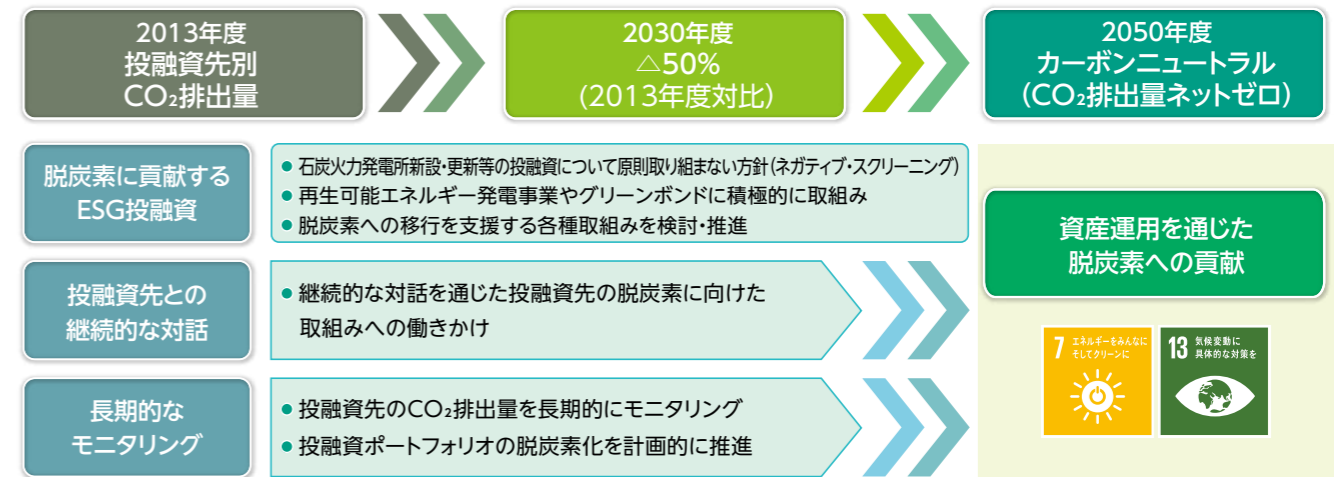 2013年度
投融資先別
CO₂排出量
2030年度
△50%
(2013年度対比)
2050年度
カーボンニュートラル
(CO₂排出量ネットゼロ)
脱炭素に貢献する
ESG投融資
● 石炭火力発電所新設・更新等の投融資について原則取り組まない方針(ネガティブ・スクリーニング)
● 再生可能エネルギー発電事業やグリーンボンドに積極的に取組み
● 脱炭素への移行を支援する各種取組みを検討・推進
投融資先との
継続的な対話
● 継続的な対話を通じた投融資先の脱炭素に向けた
取組みへの働きかけ
長期的な
モニタリング
● 投融資先のCO₂排出量を長期的にモニタリング
● 投融資ポートフォリオの脱炭素化を計画的に推進
資産運用を通じた
脱炭素への貢献
7 エネルギーをみんなに
そしてクリーンに
13 気候変動に
具体的な対策を